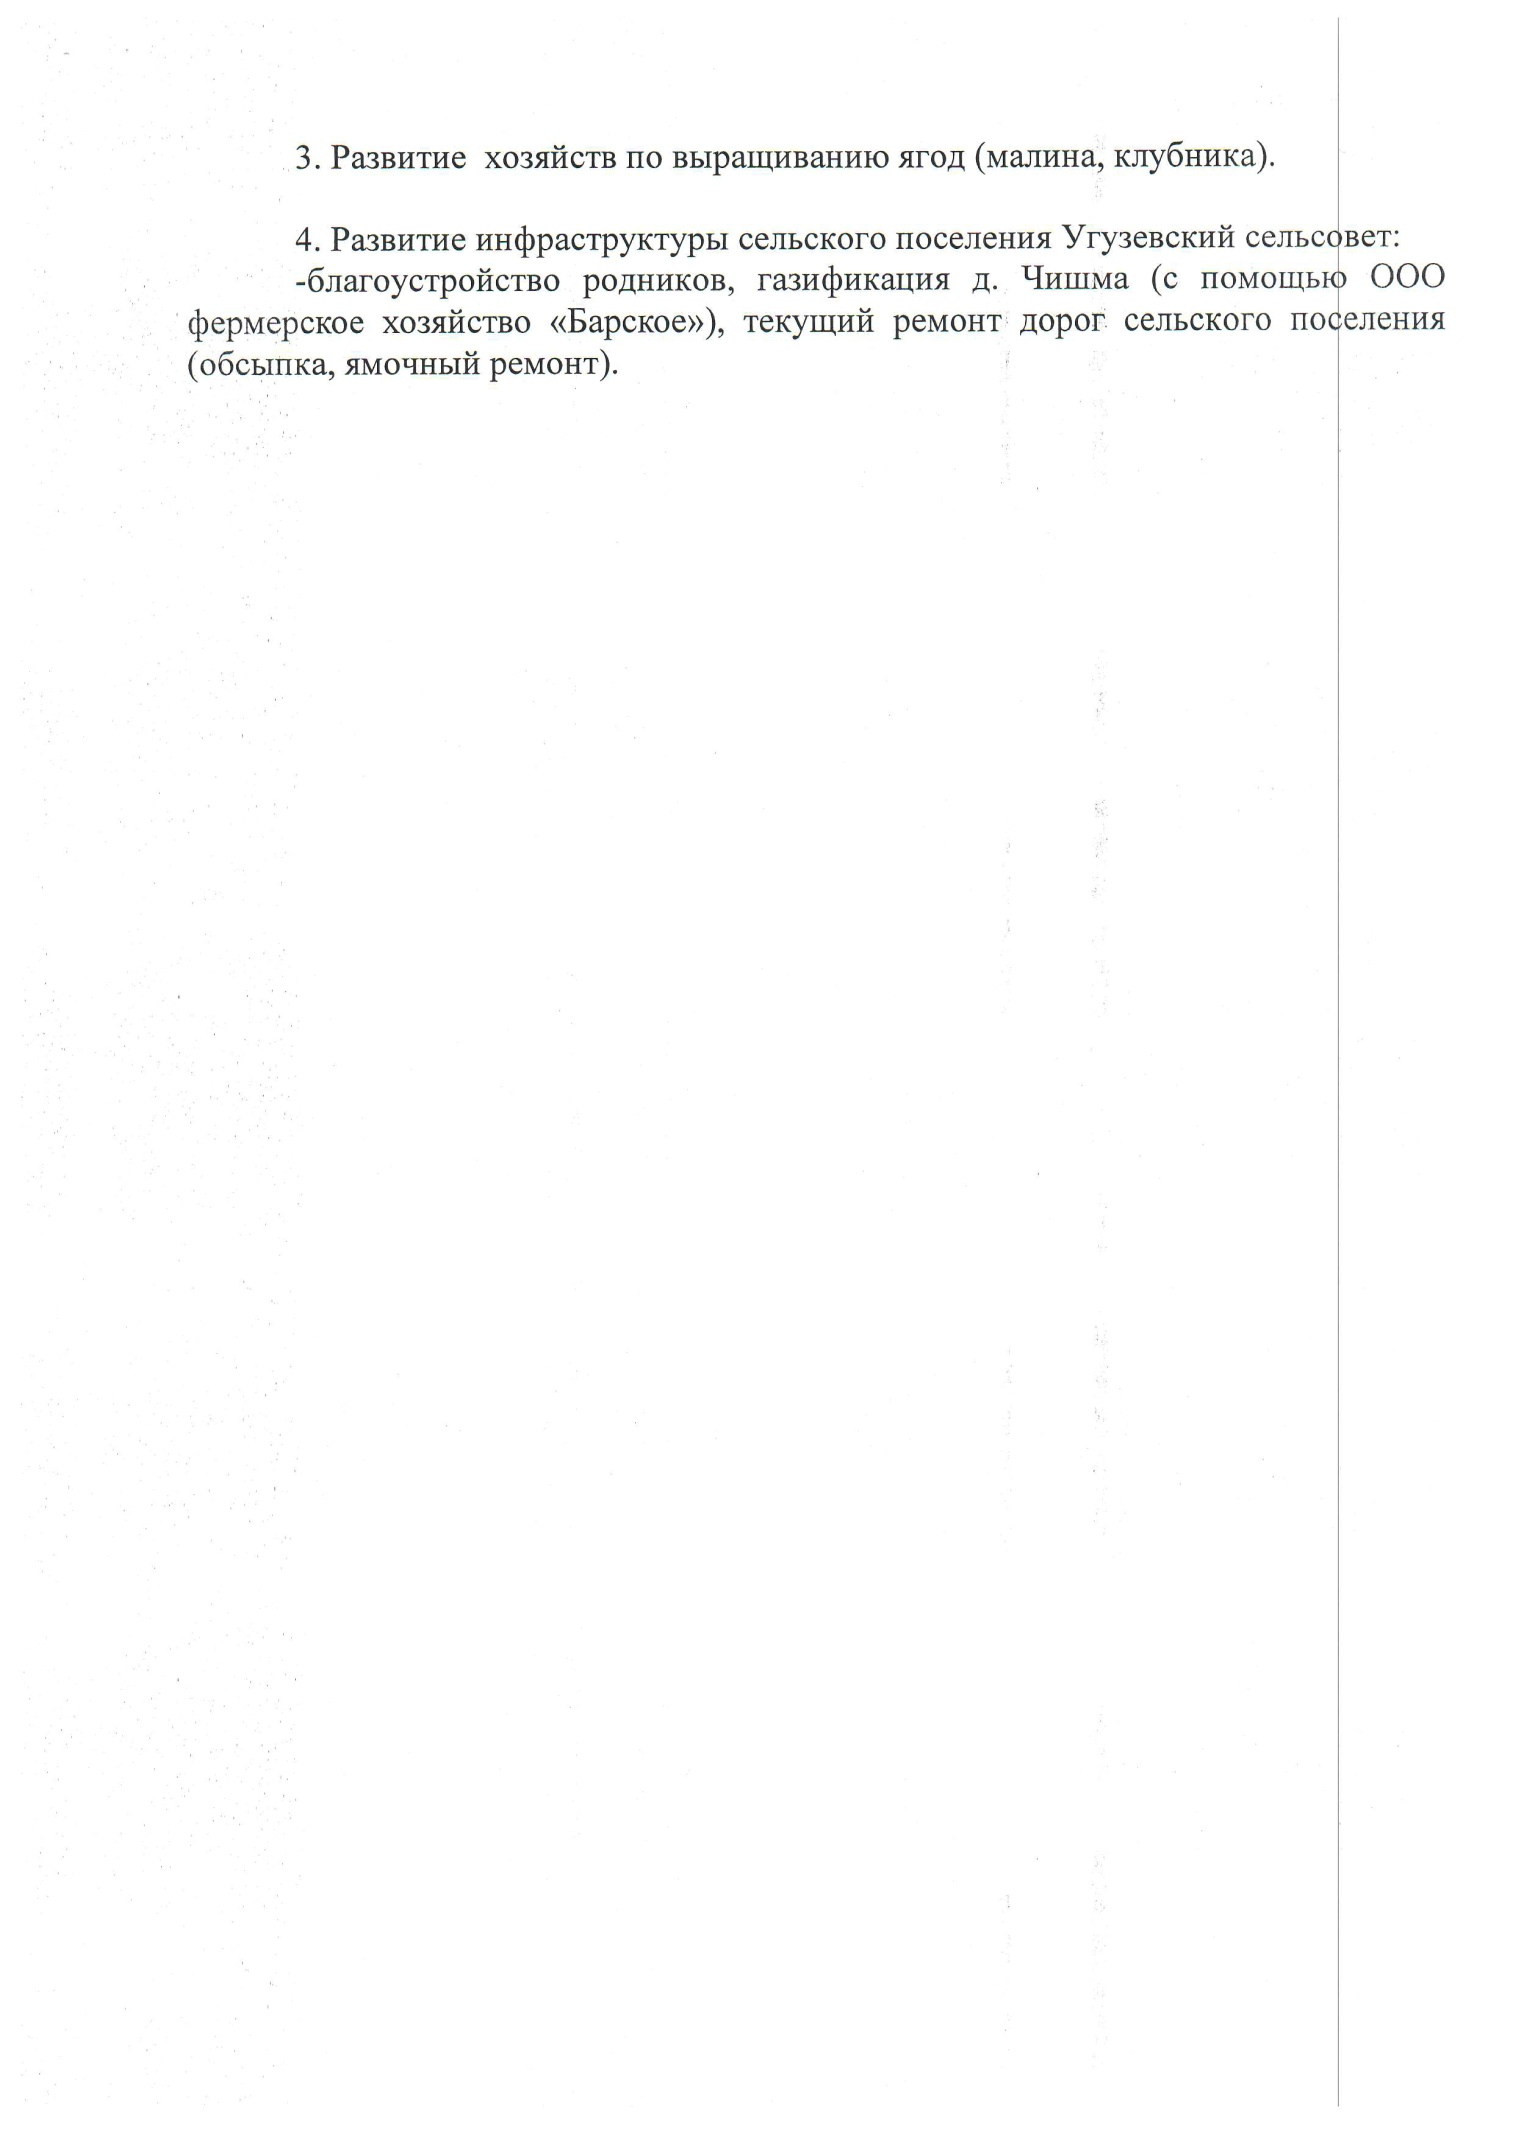 3. Развитие  хозяйств по выращиванию ягод (малина, клубника).
4. Развитие инфраструктуры сельского поселения Угузевский сельсовет:
-благоустройство родников, газификация д. Чишма (с помощью ООО
фермерское хозяйство «Барское»), текущий ремонт дорог сельского поселения
(обсыпка, ямочный ремонт).